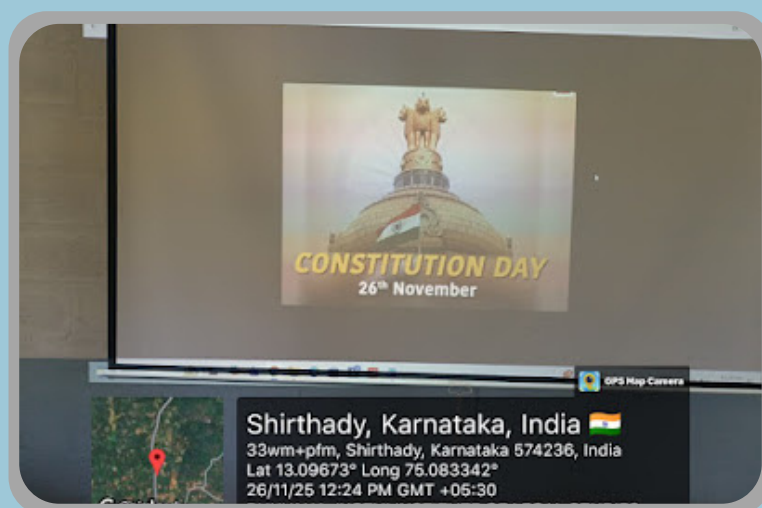 CONSTITUTION DAY
26th November
GPS Map Camera
Shirthady, Karnataka, India
33wm+pfm, Shirthady, Karnataka 574236, India
Lat 13.09673° Long 75.083342°
26/11/25 12:24 PM GMT +05:30